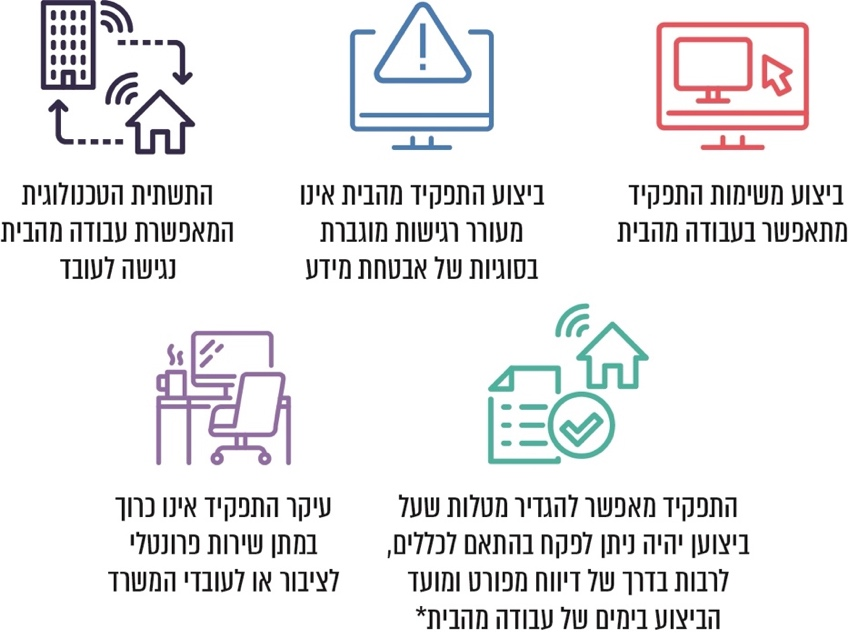 ביצוע משימות התפקיד
מתאפשר בעבודה מהבית
ביצוע התפקיד מהבית אינו
מעורר רגישות מוגברת
בסוגיות של אבטחת מידע
התשתית הטכנולוגית
המאפשרת עבודה מהבית
נגישה לעובד
התפקיד מאפשר להגדיר מטלות שעל
ביצוען יהיה ניתן לפקח בהתאם לכללים,
לרבות בדרך של דיווח מפורט ומועד
הביצוע בימים של עבודה מהבית*
עיקר התפקיד אינו כרוך
במתן שירות פרונטלי
לציבור או לעובדי המשרד